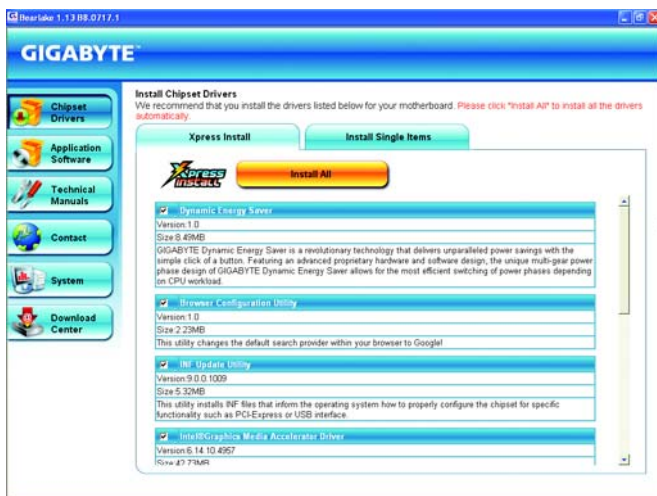 Bearlake 1.13 B8.0717.1
GIGABYTE™
Chipset
Drivers
Application
Software
Technical
Manuals
Contact
System
Download
Center
Install Chipset Drivers
We recommend that you install the drivers listed below for your motherboard. Please click "Install All" to install all the drivers
automatically.
Xpress Install
Install Single Items
Xpress
Install
Install All
Dynamic Energy Saver
Version:1.0
Size:8.49MB
GIGABYTE Dynamic Energy Saver is a revolutionary technology that delivers unparalleled power savings with the
simple click of a button. Featuring an advanced proprietary hardware and software design, the unique multi-gear power
phase design of GIGABYTE Dynamic Energy Saver allows for the most efficient switching of power phases depending
on CPU workload.
Browser Configuration Utility
Version:1.0
Size:2.23MB
This utility changes the default search provider within your browser to Google!
INF Update Utility
Version:9.0.0.1009
Size:5.32MB
This utility installs INF files that inform the operating system how to properly configure the chipset for specific
functionality such as PCI-Express or USB interface.
Intel®Graphics Media Accelerator Driver
Version:6.14.10.4957
Size:42.73MB